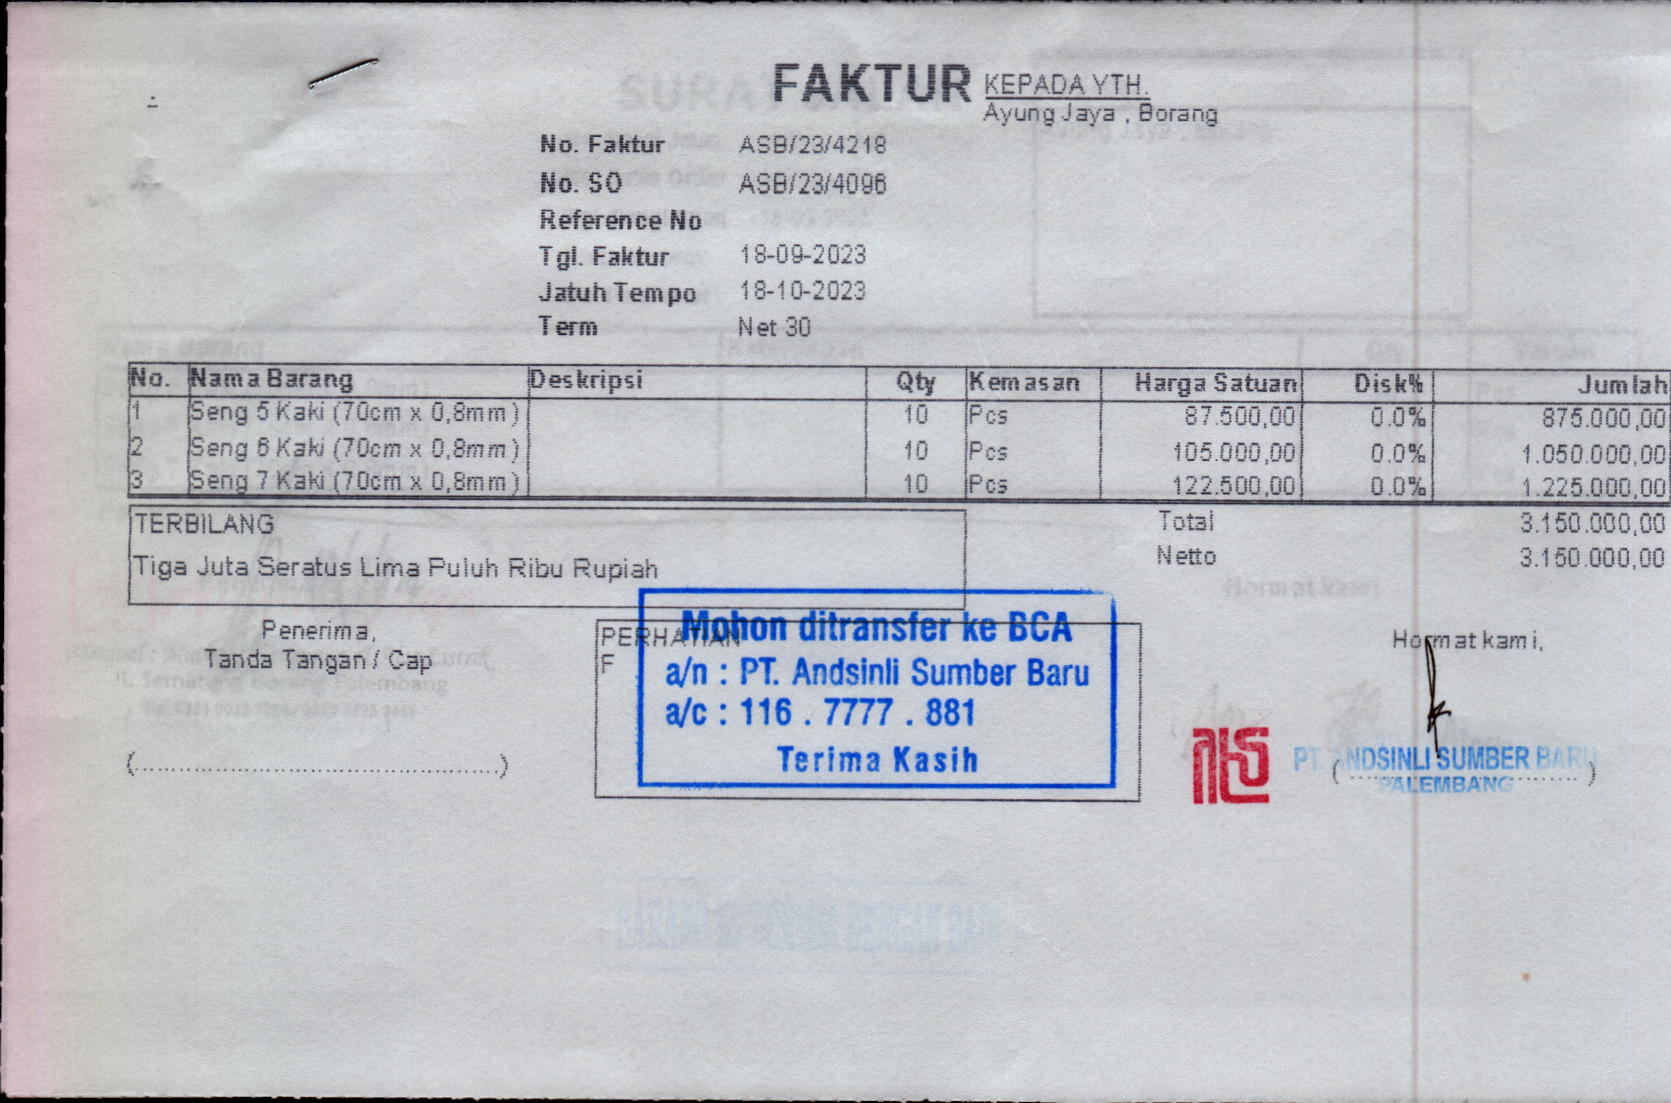 FAKTUR
KEPADA YTH.
Ayung Jaya , Borang
No. Faktur ASB/23/4218
No. SO ASB/23/4096
Reference No
Tgl. Faktur 18-09-2023
Jatuh Tempo 18-10-2023
Term Net 30
No. Nama Barang Deskripsi Qty Kemasan Harga Satuan Disk% Jumlah
1 Seng 5 Kaki (70cm x 0,8mm) 10 Pcs 87.500,00 0.0% 875.000,00
2 Seng 6 Kaki (70cm x 0,8mm) 10 Pcs 105.000,00 0.0% 1.050.000,00
3 Seng 7 Kaki (70cm x 0,8mm) 10 Pcs 122.500,00 0.0% 1.225.000,00
TERBILANG
Tiga Juta Seratus Lima Puluh Ribu Rupiah
Total 3.150.000,00
Netto 3.150.000,00
Penerima,
Tanda Tangan / Cap
(........................................................)
PERHATIAN
F
Mohon ditransfer ke BCA
a/n : PT. Andsinli Sumber Baru
a/c : 116 . 7777 . 881
Terima Kasih
Hormat kami,
PT. ANDSINLI SUMBER BARU
PALEMBANG